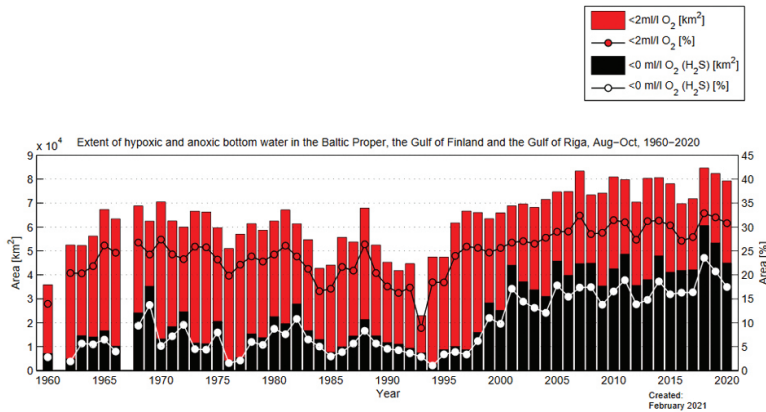 <2ml/l O₂ [km²]
<2ml/l O₂ [%]
<0 ml/l O₂ (H₂S) [km²]
<0 ml/l O₂ (H₂S) [%]
Extent of hypoxic and anoxic bottom water in the Baltic Proper, the Gulf of Finland and the Gulf of Riga, Aug-Oct, 1960-2020
x 10⁴
9 45
8 40
7 35
6 30
5 25
4 20
3 15
2 10
1 5
0 0
Area [km²]
Area [%]
1960 1965 1970 1975 1980 1985 1990 1995 2000 2005 2010 2015 2020
Year
Created:
February 2021